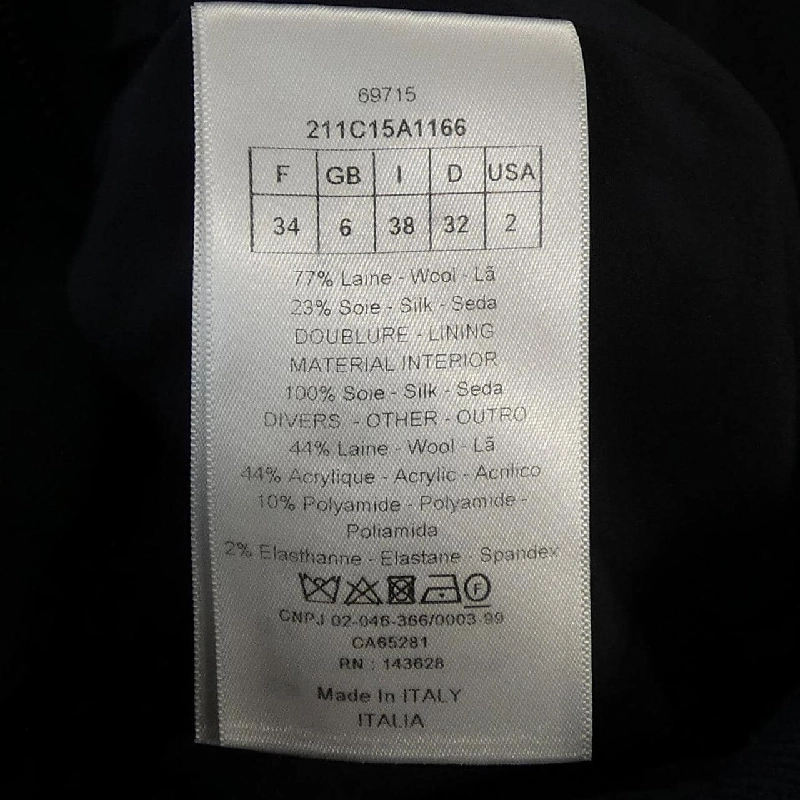 69715
211C15A1166
F GB I D USA
34 6 38 32 2
77% Laine - Wool - Lã
23% Soie - Silk - Seda
DOUBLURE - LINING
MATERIAL INTERIOR
100% Soie - Silk - Seda
DIVERS - OTHER - OUTRO
44% Laine - Wool - Lã
44% Acrylique - Acrylic - Acrilico
10% Polyamide - Polyamide -
Poliamida
2% Elasthanne - Elastane - Spandex
F
CNPJ 02-046-366/0003-99
CA65281
RN : 143628
Made In ITALY
ITALIA